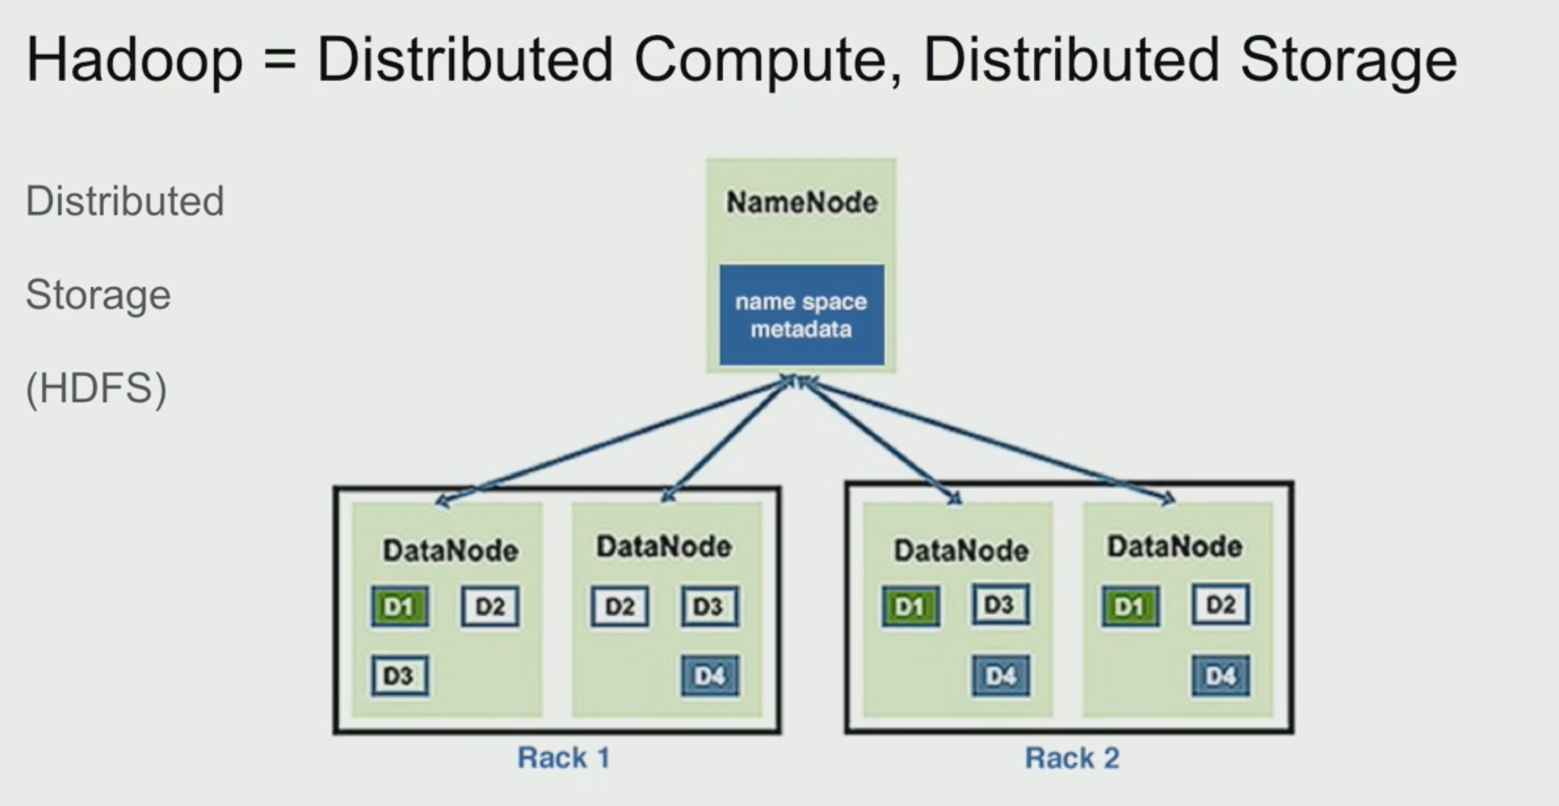 Hadoop = Distributed Compute, Distributed Storage
Distributed
Storage
(HDFS)
NameNode
name space
metadata
DataNode
D1 D2
D3
DataNode
D2 D3
D4
Rack 1
DataNode
D1 D3
D4
DataNode
D1 D2
D4
Rack 2